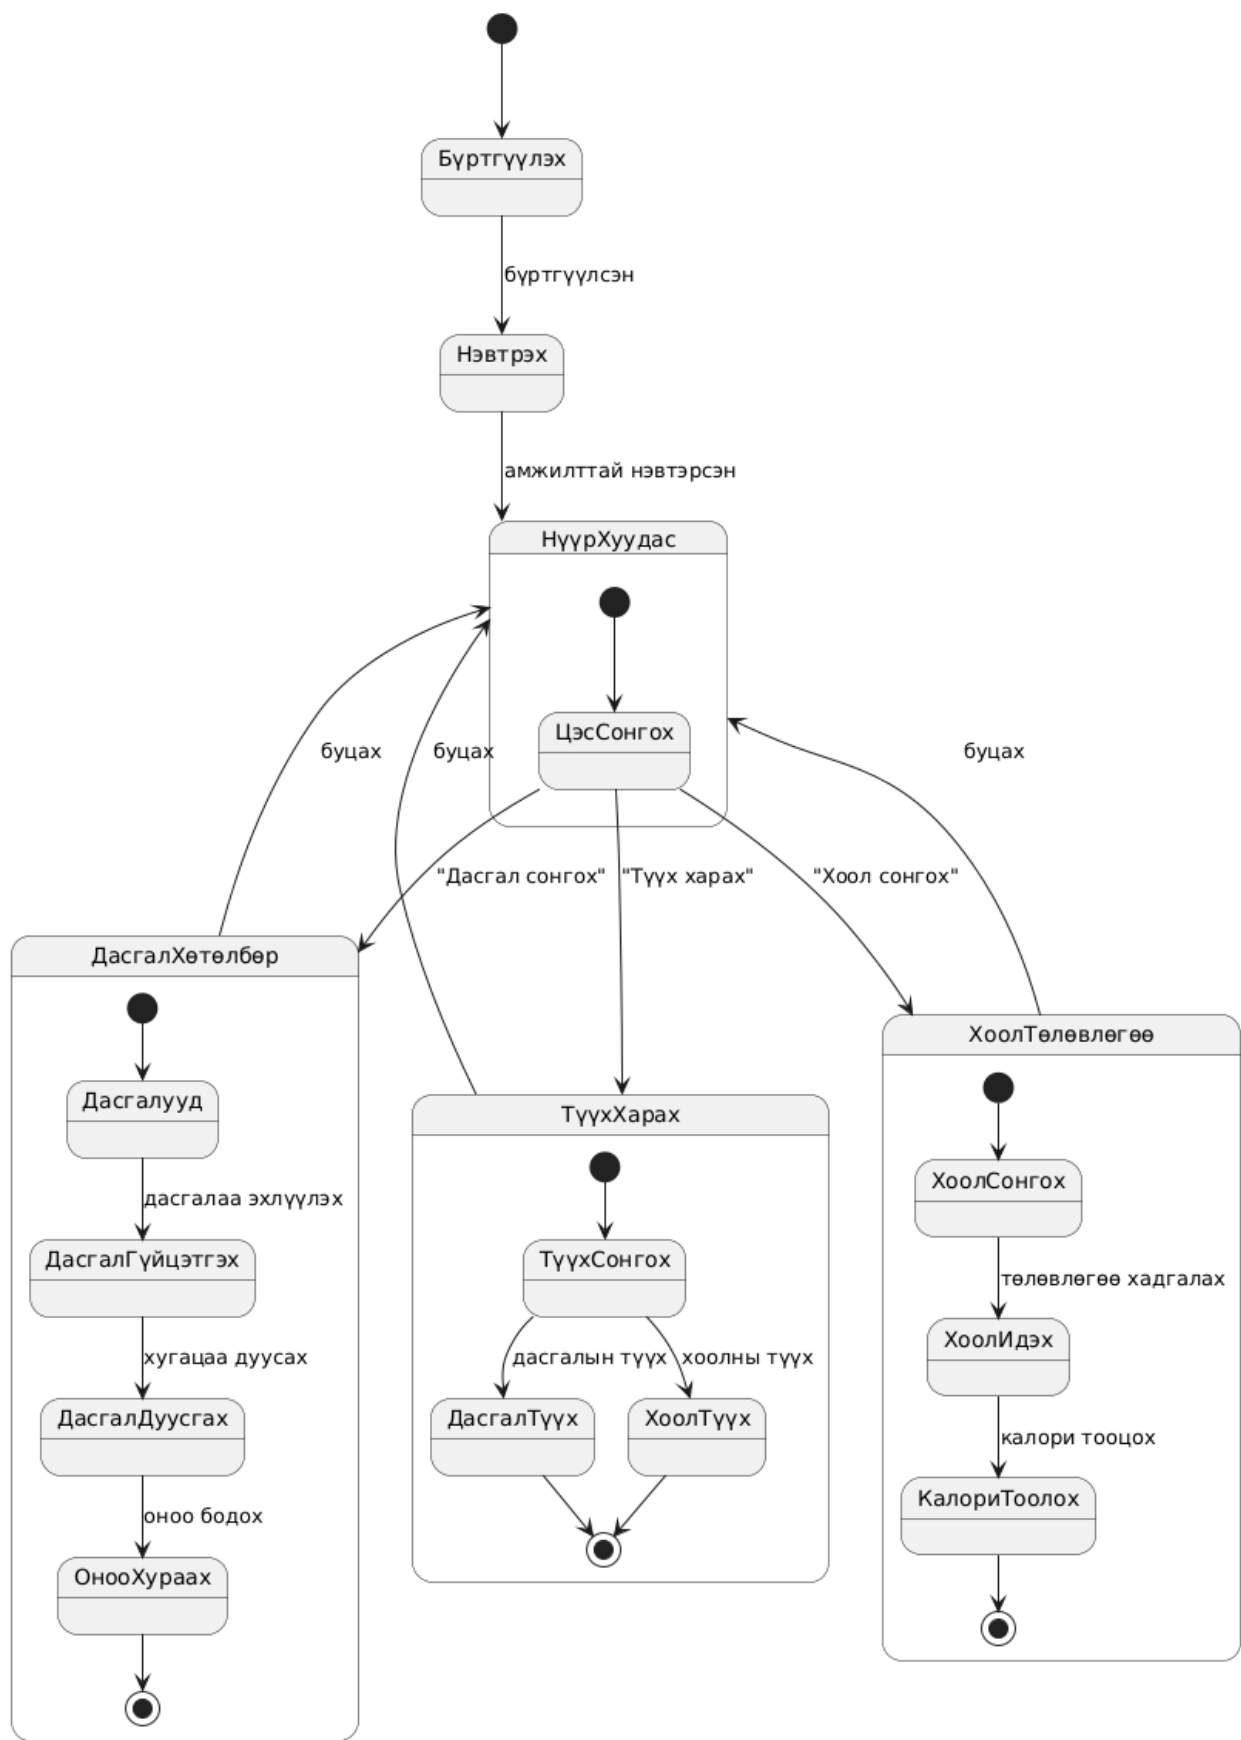 Бүртгүүлэх
бүртгүүлсэн
Нэвтрэх
амжилттай нэвтэрсэн
НүүрХуудас
ЦэсСонгох
буцах
буцах
буцах
"Дасгал сонгох"
"Түүх харах"
"Хоол сонгох"
ДасгалХөтөлбөр
Дасгалууд
дасгалаа эхлүүлэх
ДасгалГүйцэтгэх
хугацаа дуусах
ДасгалДуусгах
оноо бодох
ОнооХураах
ТүүхХарах
ТүүхСонгох
дасгалын түүх
хоолны түүх
ДасгалТүүх
ХоолТүүх
ХоолТөлөвлөгөө
ХоолСонгох
төлөвлөгөө хадгалах
ХоолИдэх
калори тооцох
КалориТоолох